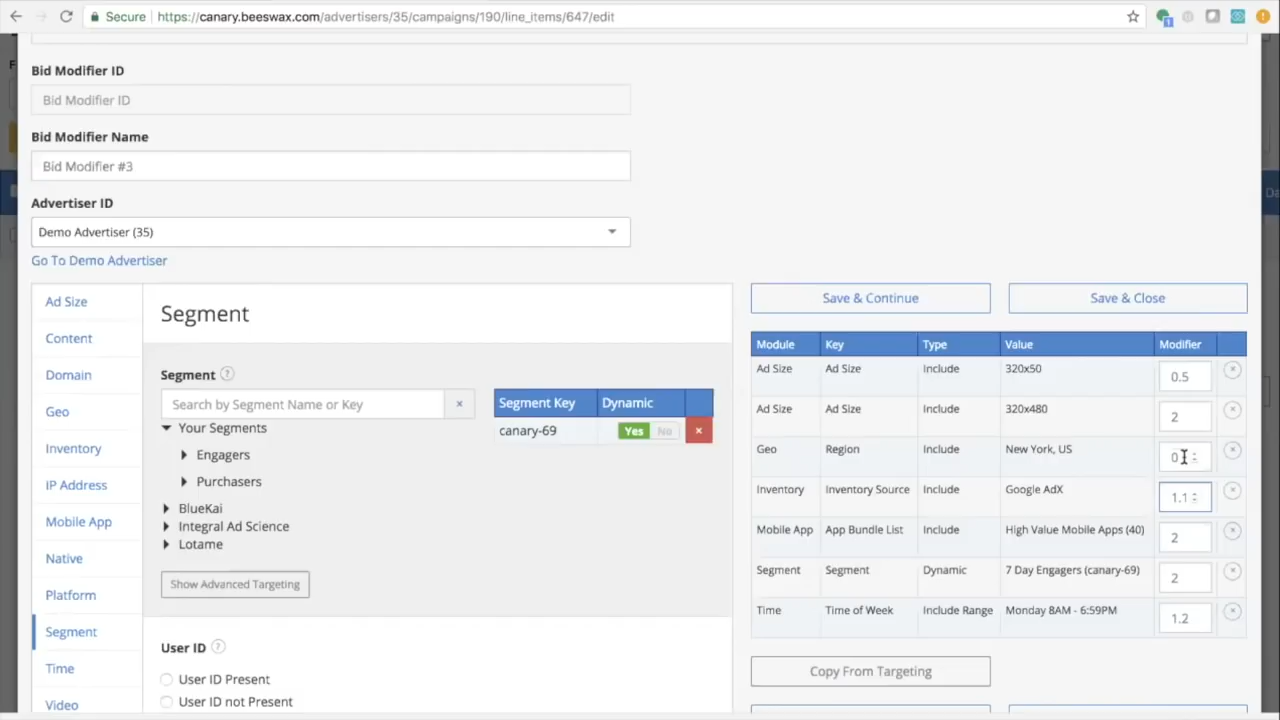 Secure https://canary.beeswax.com/advertisers/35/campaigns/190/line_items/647/edit
Bid Modifier ID
Bid Modifier ID
Bid Modifier Name
Bid Modifier #3
Advertiser ID
Demo Advertiser (35)
Go To Demo Advertiser
Ad Size
Content
Domain
Geo
Inventory
IP Address
Mobile App
Native
Platform
Segment
Time
Video
Segment
Segment ?
Search by Segment Name or Key ×
Your Segments
Engagers
Purchasers
BlueKai
Integral Ad Science
Lotame
Show Advanced Targeting
Segment Key Dynamic
canary-69 Yes No ×
User ID ?
User ID Present
User ID not Present
Save & Continue Save & Close
Module Key Type Value Modifier
Ad Size Ad Size Include 320x50 0.5
Ad Size Ad Size Include 320x480 2
Geo Region Include New York, US 0
Inventory Inventory Source Include Google AdX 1.1
Mobile App App Bundle List Include High Value Mobile Apps (40) 2
Segment Segment Dynamic 7 Day Engagers (canary-69) 2
Time Time of Week Include Range Monday 8AM - 6:59PM 1.2
Copy From Targeting